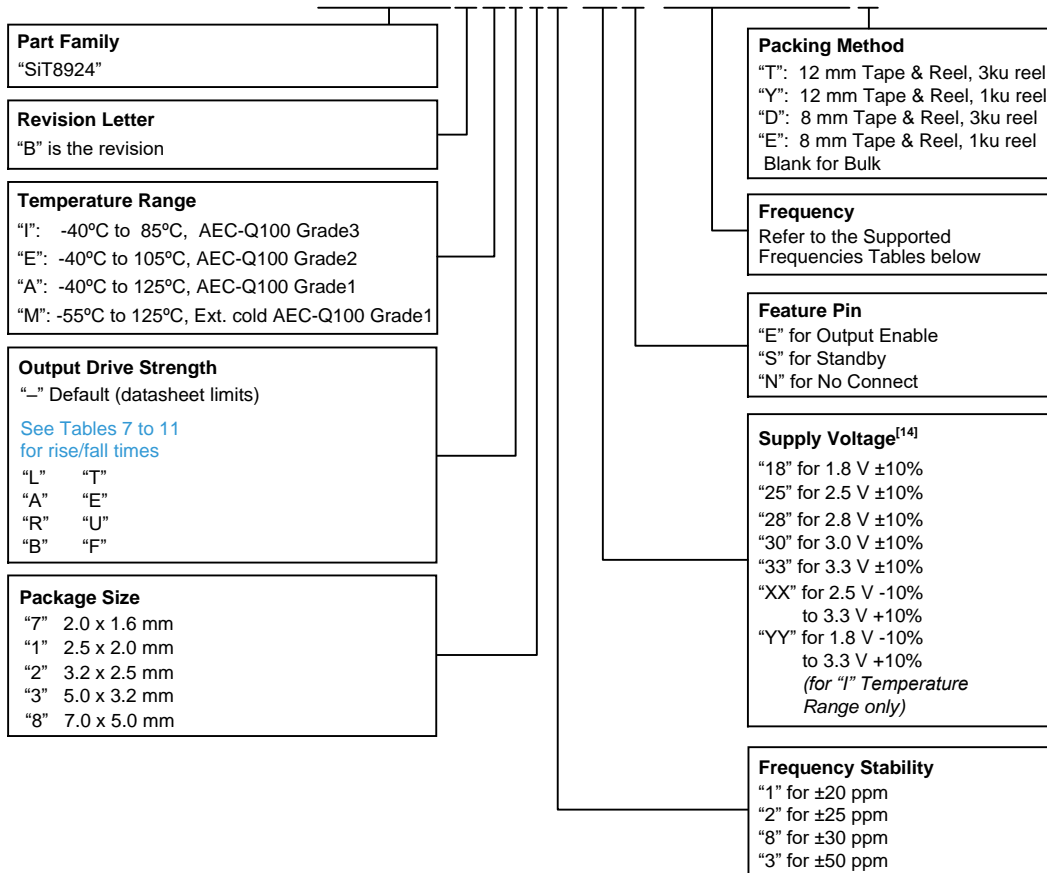 Part Family
“SiT8924”
Revision Letter
“B” is the revision
Temperature Range
“I”: -40ºC to 85ºC, AEC-Q100 Grade3
“E”: -40ºC to 105ºC, AEC-Q100 Grade2
“A”: -40ºC to 125ºC, AEC-Q100 Grade1
“M”: -55ºC to 125ºC, Ext. cold AEC-Q100 Grade1
Output Drive Strength
“–” Default (datasheet limits)
See Tables 7 to 11
for rise/fall times
“L” “T”
“A” “E”
“R” “U”
“B” “F”
Package Size
“7” 2.0 x 1.6 mm
“1” 2.5 x 2.0 mm
“2” 3.2 x 2.5 mm
“3” 5.0 x 3.2 mm
“8” 7.0 x 5.0 mm
Packing Method
“T”: 12 mm Tape & Reel, 3ku reel
“Y”: 12 mm Tape & Reel, 1ku reel
“D”: 8 mm Tape & Reel, 3ku reel
“E”: 8 mm Tape & Reel, 1ku reel
Blank for Bulk
Frequency
Refer to the Supported
Frequencies Tables below
Feature Pin
“E” for Output Enable
“S” for Standby
“N” for No Connect
Supply Voltage[14]
“18” for 1.8 V ±10%
“25” for 2.5 V ±10%
“28” for 2.8 V ±10%
“30” for 3.0 V ±10%
“33” for 3.3 V ±10%
“XX” for 2.5 V -10%
to 3.3 V +10%
“YY” for 1.8 V -10%
to 3.3 V +10%
(for “I” Temperature
Range only)
Frequency Stability
“1” for ±20 ppm
“2” for ±25 ppm
“8” for ±30 ppm
“3” for ±50 ppm